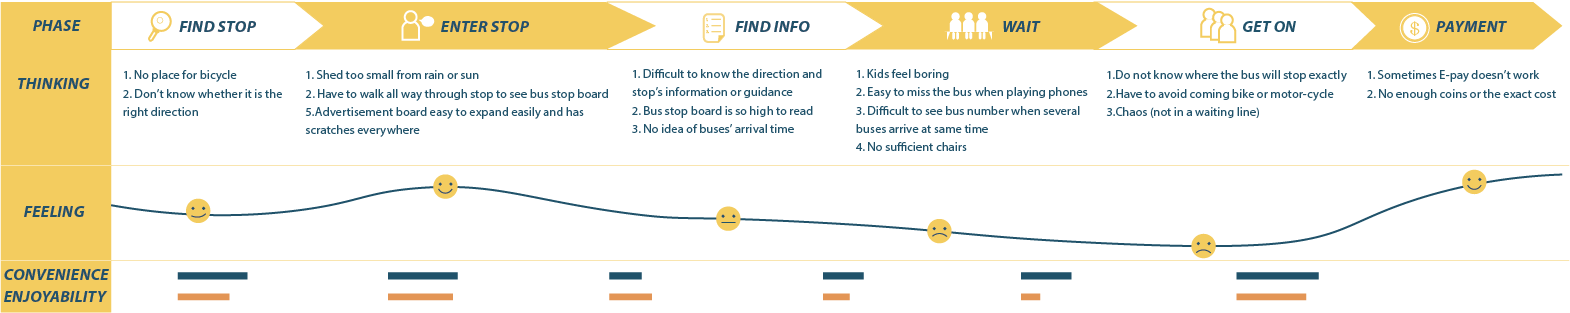 PHASE
FIND STOP
ENTER STOP
FIND INFO
WAIT
GET ON
PAYMENT
THINKING
1. No place for bicycle
2. Don't know whether it is the
right direction
1. Shed too small from rain or sun
2. Have to walk all way through stop to see bus stop board
5.Advertisement board easy to expand easily and has
scratches everywhere
1. Difficult to know the direction and
stop's information or guidance
2. Bus stop board is so high to read
3. No idea of buses' arrival time
1. Kids feel boring
2. Easy to miss the bus when playing phones
3. Difficult to see bus number when several
buses arrive at same time
4. No sufficient chairs
1.Do not know where the bus will stop exactly
2.Have to avoid coming bike or motor-cycle
3.Chaos (not in a waiting line)
1. Sometimes E-pay doesn't work
2. No enough coins or the exact cost
FEELING
CONVENIENCE
ENJOYABILITY